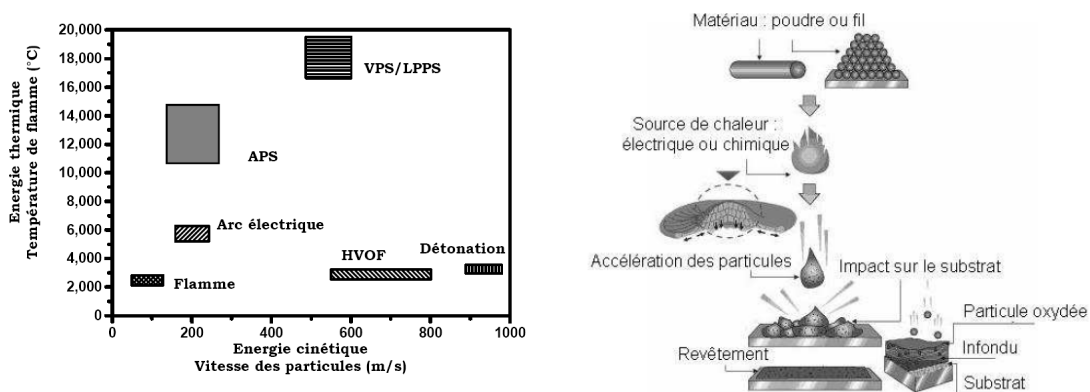 Energie thermique
Température de flamme (°C)
20,000
18,000
16,000
14,000
12,000
10,000
8,000
6,000
4,000
2,000
0
VPS/LPPS
APS
Arc électrique
HVOF
Détonation
Flamme
0 200 400 600 800 1000
Energie cinétique
Vitesse des particules (m/s)
Matériau : poudre ou fil
Source de chaleur :
électrique ou chimique
Accélération des particules
Impact sur le substrat
Particule oxydée
Infondu
Revêtement
Substrat